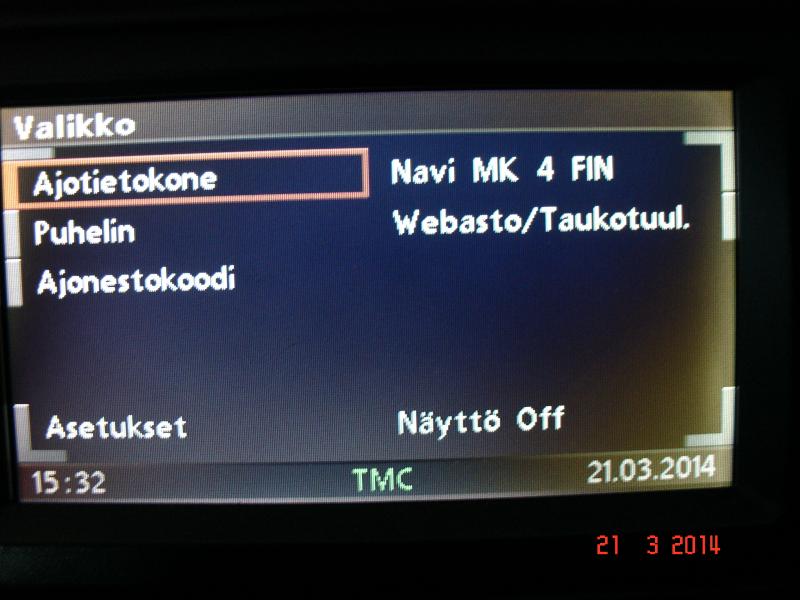 Valikko
Ajotietokone
Navi MK 4 FIN
Puhelin
Webasto/Taukotuul.
Ajonestokoodi
Asetukset
Näyttö Off
15:32
TMC
21.03.2014
21 3 2014